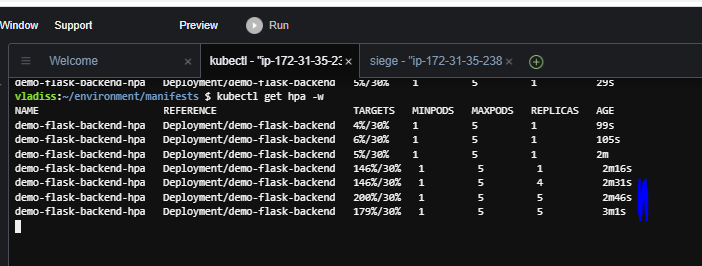 Window Support Preview Run
Welcome × kubectl - "ip-172-31-35-23 × siege - "ip-172-31-35-238 ×
demo-flask-backend-hpa Deployment/demo-flask-backend 5%/30% 1 5 1 29s
vladiss:~/environment/manifests $ kubectl get hpa -w
NAME REFERENCE TARGETS MINPODS MAXPODS REPLICAS AGE
demo-flask-backend-hpa Deployment/demo-flask-backend 4%/30% 1 5 1 99s
demo-flask-backend-hpa Deployment/demo-flask-backend 6%/30% 1 5 1 105s
demo-flask-backend-hpa Deployment/demo-flask-backend 5%/30% 1 5 1 2m
demo-flask-backend-hpa Deployment/demo-flask-backend 146%/30% 1 5 1 2m16s
demo-flask-backend-hpa Deployment/demo-flask-backend 146%/30% 1 5 4 2m31s
demo-flask-backend-hpa Deployment/demo-flask-backend 200%/30% 1 5 5 2m46s
demo-flask-backend-hpa Deployment/demo-flask-backend 179%/30% 1 5 5 3m1s